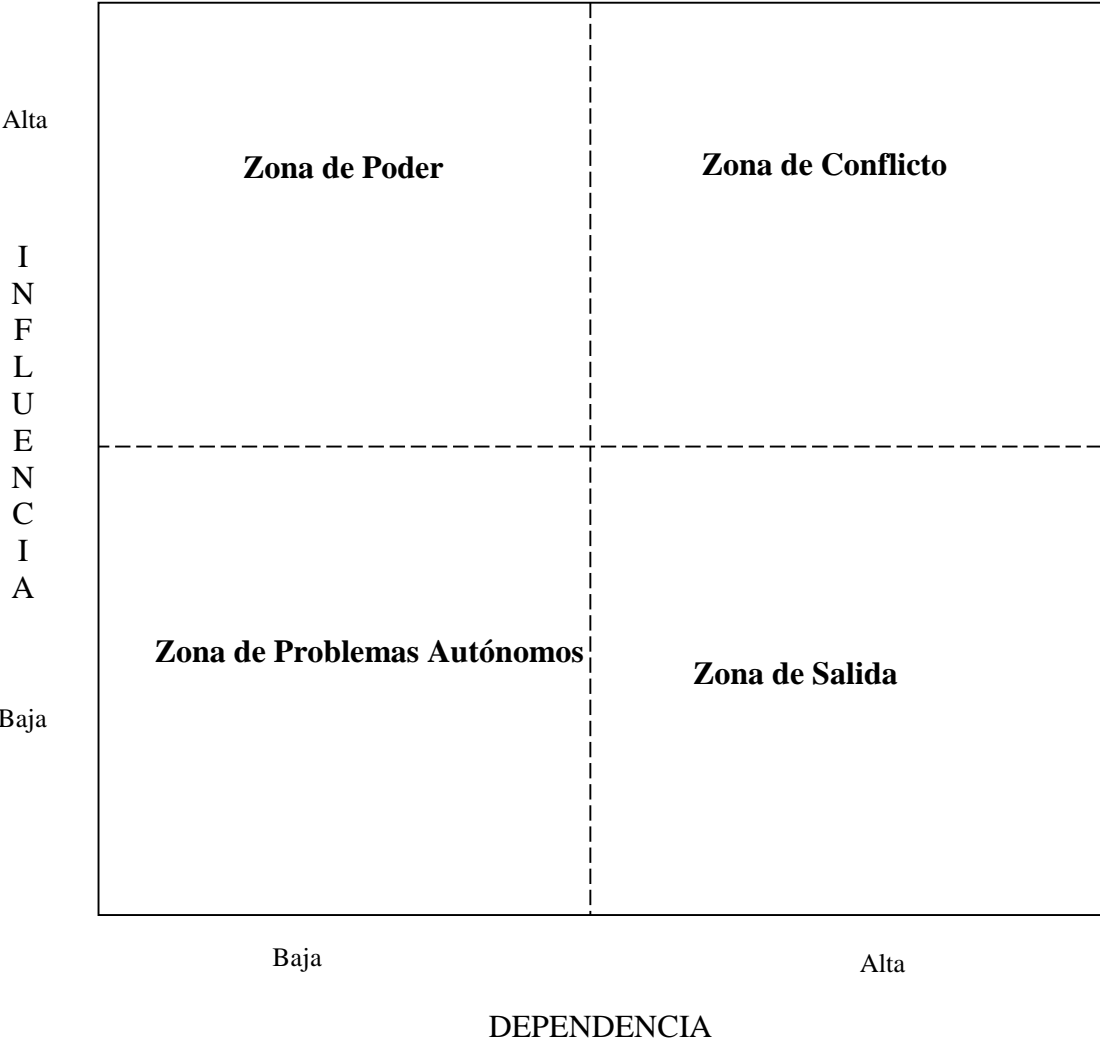 Alta
Zona de Poder
Zona de Conflicto
I
N
F
L
U
E
N
C
I
A
Zona de Problemas Autónomos
Zona de Salida
Baja
Baja
Alta
DEPENDENCIA